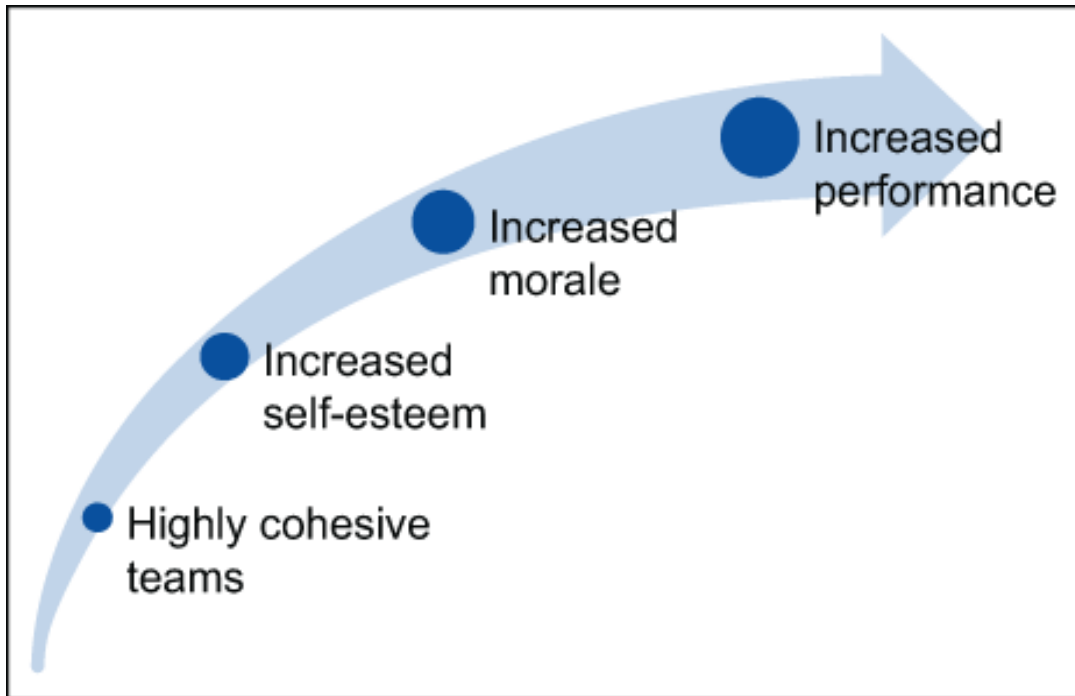 Increased
performance
Increased
morale
Increased
self-esteem
Highly cohesive
teams